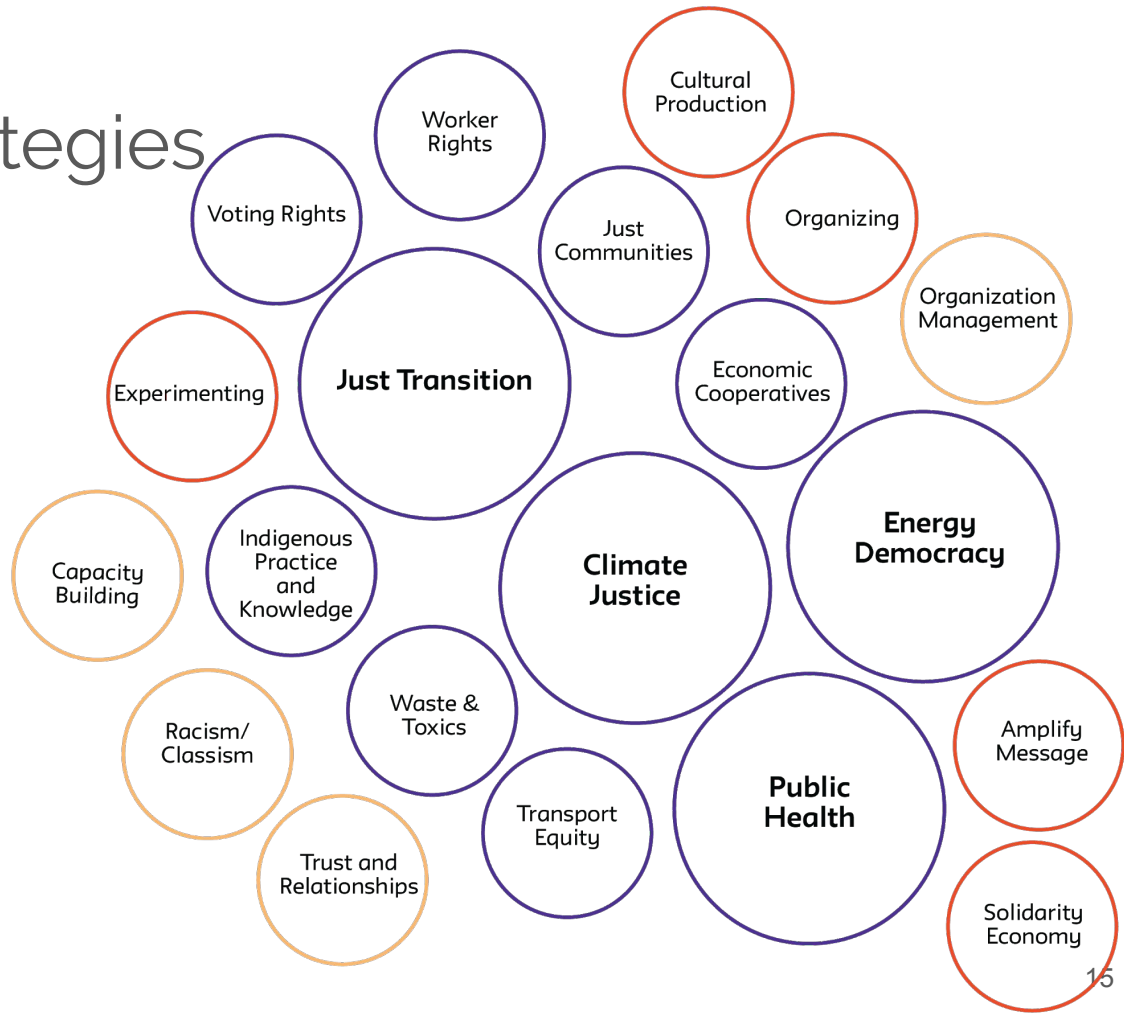 tegies
Cultural
Production
Worker
Rights
Voting Rights
Organizing
Just
Communities
Organization
Management
Just Transition
Economic
Cooperatives
Experimenting
Energy
Democracy
Indigenous
Practice
and
Knowledge
Climate
Justice
Capacity
Building
Waste &
Toxics
Racism/
Classism
Amplify
Message
Public
Health
Transport
Equity
Trust and
Relationships
Solidarity
Economy
15